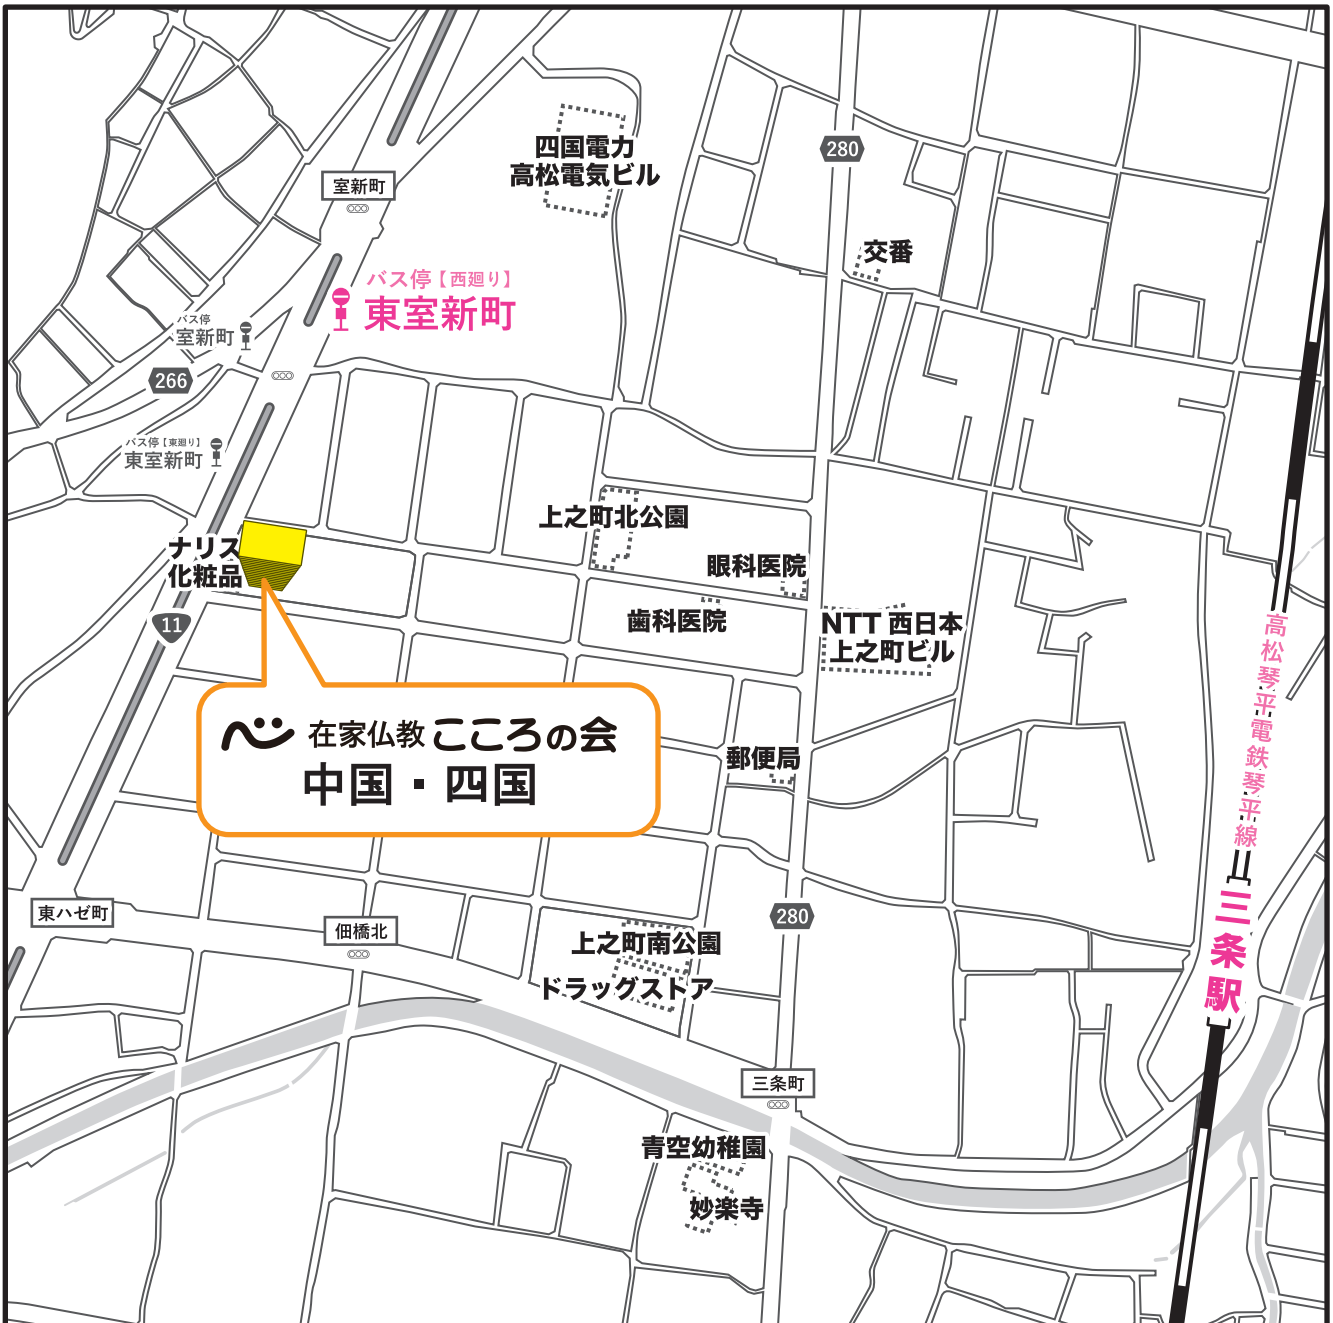 四国電力
高松電気ビル
280
室新町
交番
バス停【西廻り】
東室新町
バス停
室新町
266
バス停【東廻り】
東室新町
上之町北公園
ナリス
化粧品
眼科医院
歯科医院
11
NTT 西日本
上之町ビル
高松琴平電鉄琴平線
在家仏教 こころの会
中国・四国
郵便局
三条駅
東ハゼ町
佃橋北
280
上之町南公園
ドラッグストア
三条町
青空幼稚園
妙楽寺